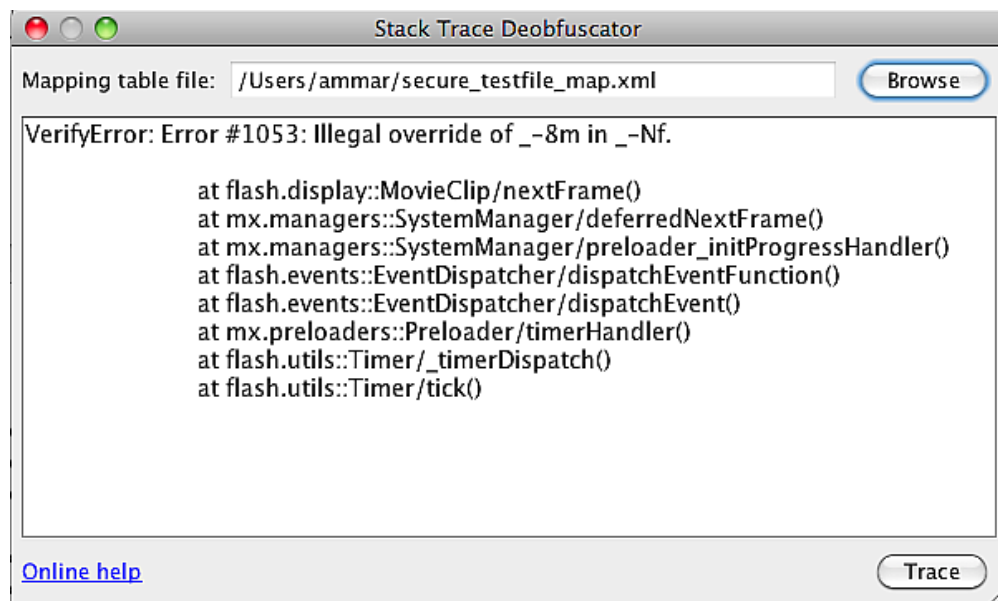 Stack Trace Deobfuscator
Mapping table file: /Users/ammar/secure_testfile_map.xml Browse
VerifyError: Error #1053: Illegal override of _-8m in _-Nf.
at flash.display::MovieClip/nextFrame()
at mx.managers::SystemManager/deferredNextFrame()
at mx.managers::SystemManager/preloader_initProgressHandler()
at flash.events::EventDispatcher/dispatchEventFunction()
at flash.events::EventDispatcher/dispatchEvent()
at mx.preloaders::Preloader/timerHandler()
at flash.utils::Timer/_timerDispatch()
at flash.utils::Timer/tick()
Online help Trace